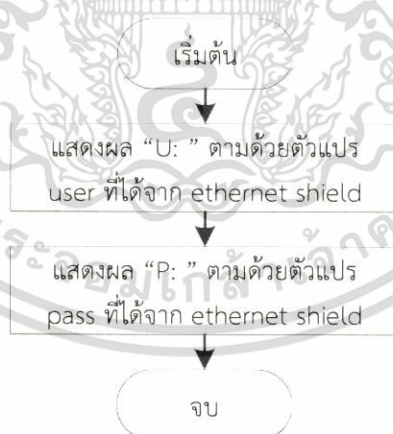 เริ่มต้น
แสดงผล "U: " ตามด้วยตัวแปร
user ที่ได้จาก ethernet shield
แสดงผล "P: " ตามด้วยตัวแปร
pass ที่ได้จาก ethernet shield
จบ